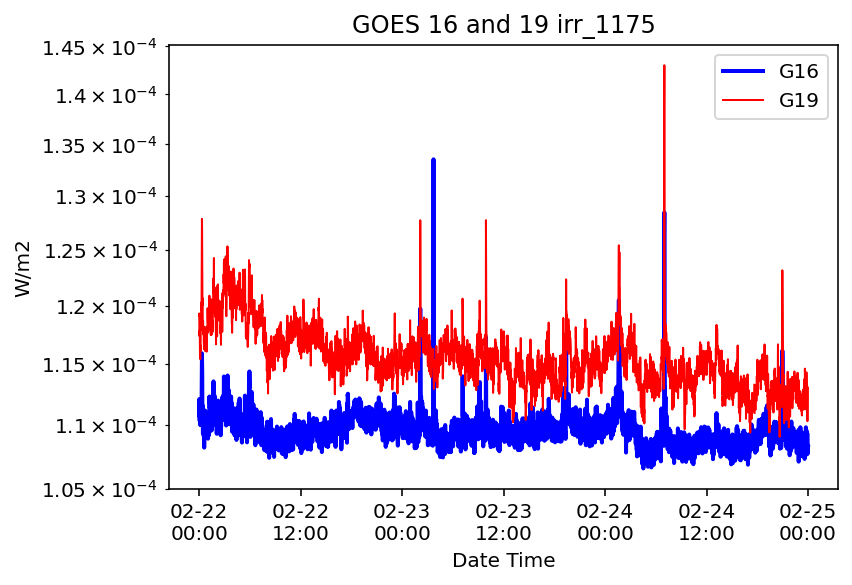 GOES 16 and 19 irr_1175
G16
G19
W/m2
1.45 × 10⁻⁴
1.4 × 10⁻⁴
1.35 × 10⁻⁴
1.3 × 10⁻⁴
1.25 × 10⁻⁴
1.2 × 10⁻⁴
1.15 × 10⁻⁴
1.1 × 10⁻⁴
1.05 × 10⁻⁴
02-22 02-22 02-23 02-23 02-24 02-24 02-25
00:00 12:00 00:00 12:00 00:00 12:00 00:00
Date Time